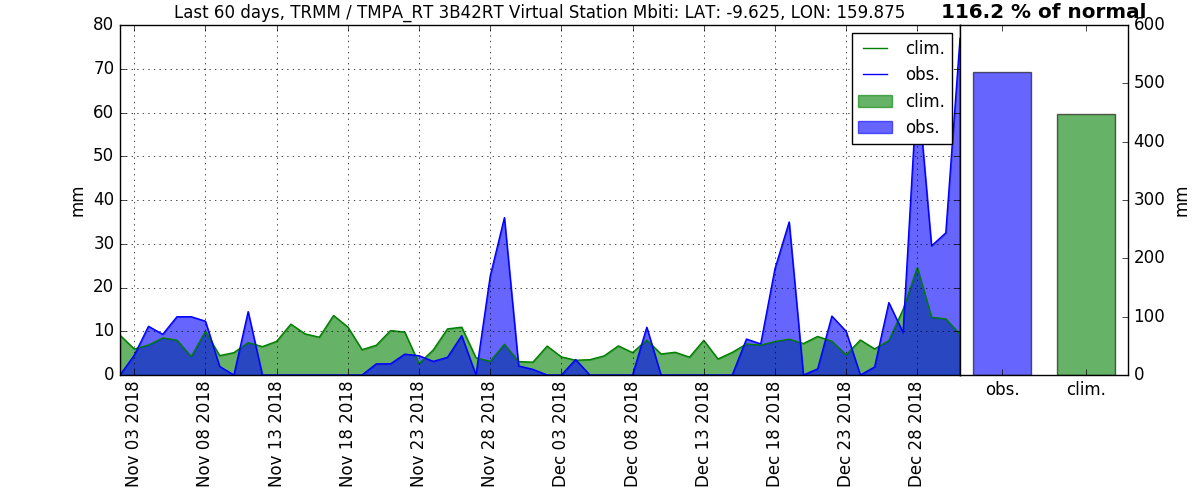 Last 60 days, TRMM / TMPA_RT 3B42RT Virtual Station Mbiti: LAT: -9.625, LON: 159.875
116.2 % of normal
80
70
60
50
40
30
20
10
0
mm
clim.
obs.
clim.
obs.
600
500
400
300
200
100
0
mm
obs.
clim.
Nov 03 2018
Nov 08 2018
Nov 13 2018
Nov 18 2018
Nov 23 2018
Nov 28 2018
Dec 03 2018
Dec 08 2018
Dec 13 2018
Dec 18 2018
Dec 23 2018
Dec 28 2018